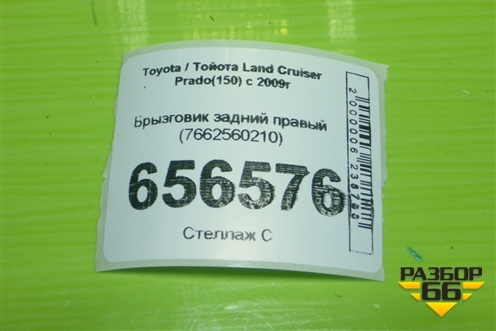 Toyota / Тойота Land Cruiser
Prado(150) с 2009г
Брызговик задний правый
(7662560210)
656576
Стеллаж С
РАЗБОР
66